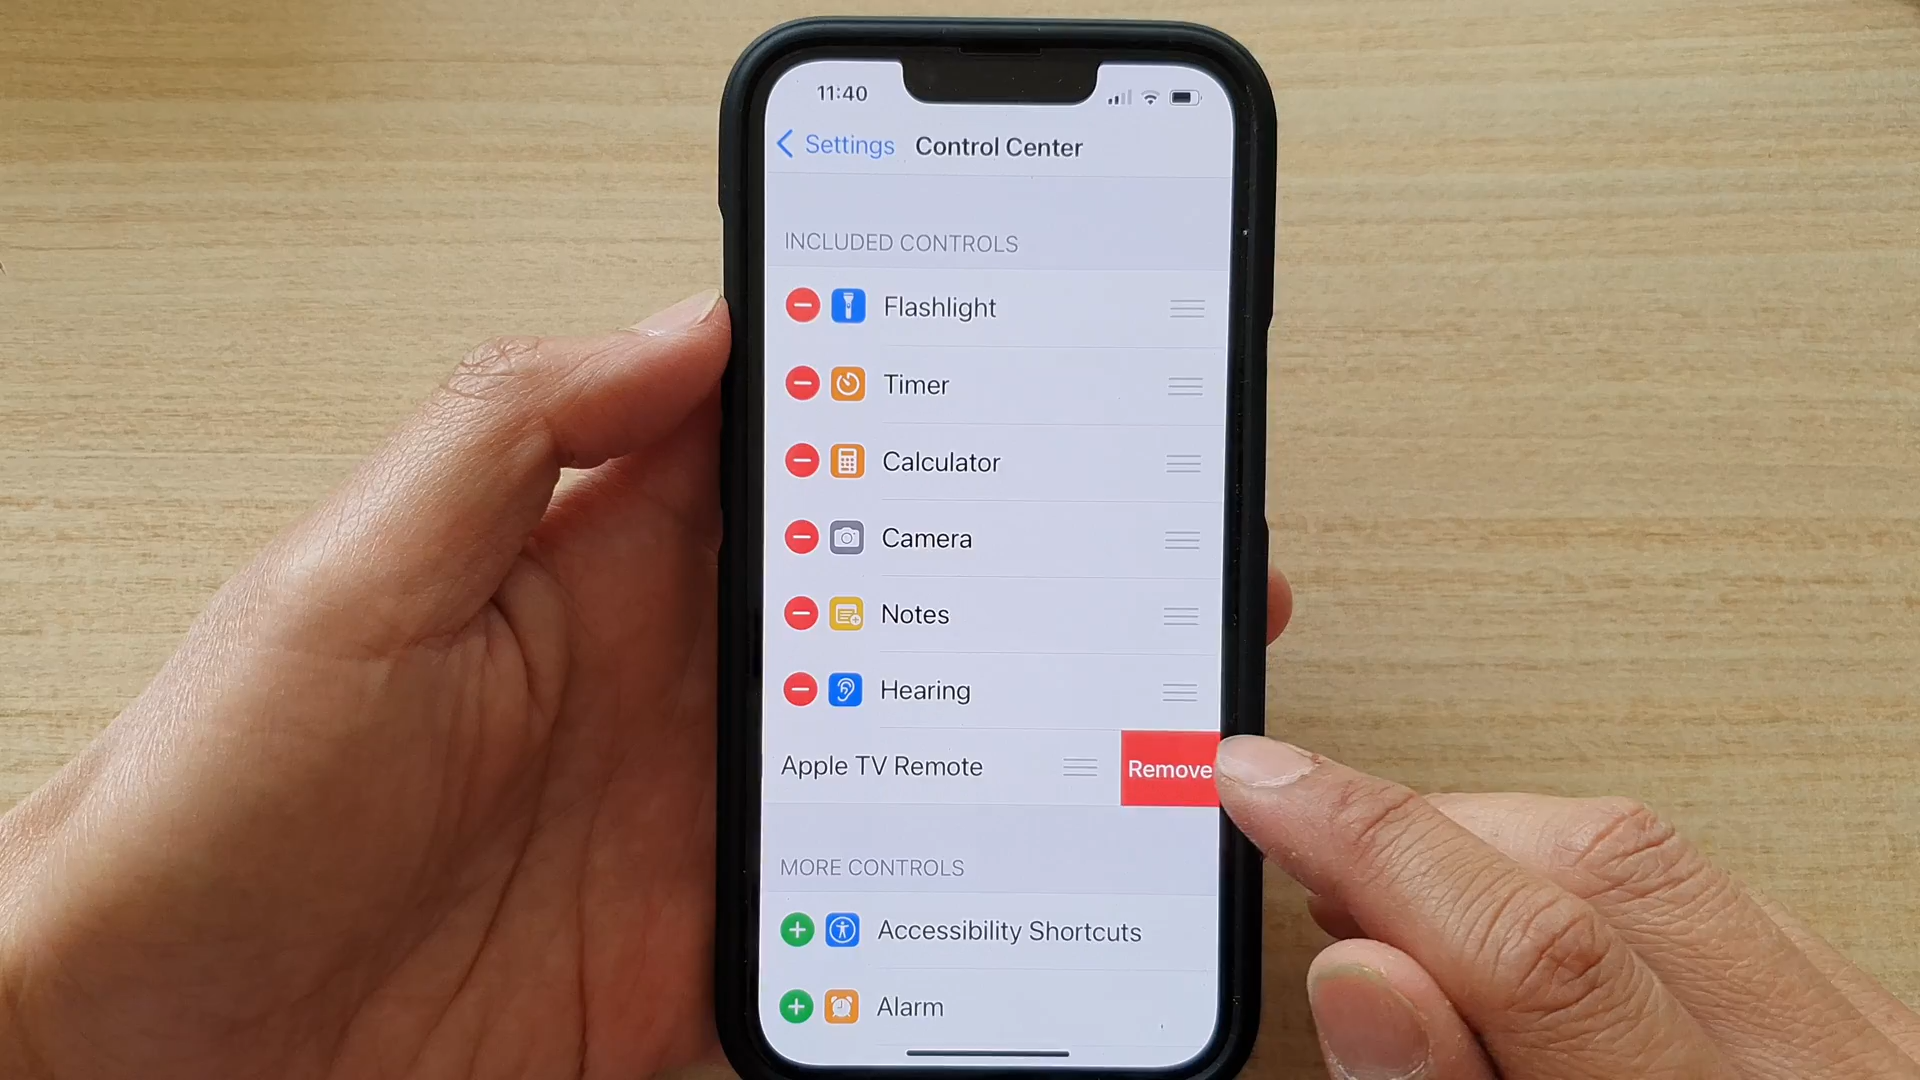 11:40
Settings Control Center
INCLUDED CONTROLS
Flashlight
Timer
Calculator
Camera
Notes
Hearing
Apple TV Remote Remove
MORE CONTROLS
Accessibility Shortcuts
Alarm